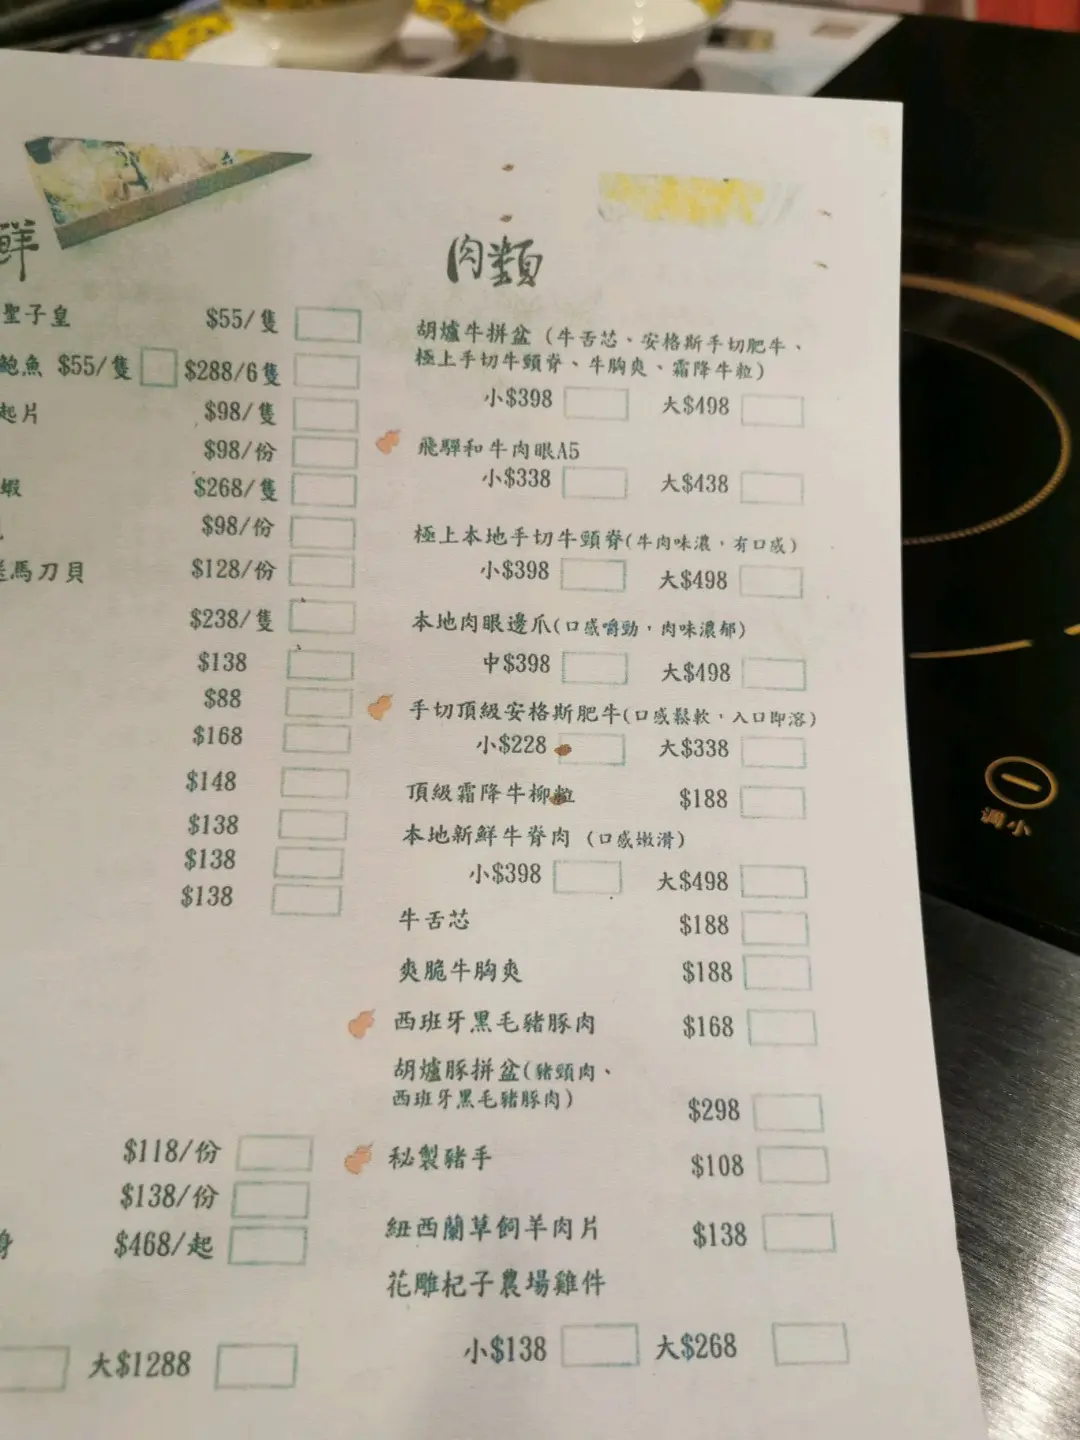 鮮
聖子皇 $55/隻
鮑魚 $55/隻 $288/6隻
起片 $98/隻
$98/份
蝦 $268/隻
$98/份
馬刀貝 $128/份
$238/隻
$138
$88
$168
$148
$138
$138
$138
$118/份
$138/份
$468/起
大$1288
肉類
胡爐牛拼盆（牛舌芯、安格斯手切肥牛、
極上手切牛頸脊、牛胸爽、霜降牛粒）
小$398 大$498
飛驒和牛肉眼A5
小$338 大$438
極上本地手切牛頸脊(牛肉味濃，有口感)
小$398 大$498
本地肉眼邊爪(口感嚼勁，肉味濃郁)
中$398 大$498
手切頂級安格斯肥牛(口感鬆軟，入口即溶)
小$228 大$338
頂級霜降牛柳粒 $188
本地新鮮牛脊肉 (口感嫩滑)
小$398 大$498
牛舌芯 $188
爽脆牛胸爽 $188
西班牙黑毛豬豚肉 $168
胡爐豚拼盆(豬頸肉、
西班牙黑毛豬豚肉)
$298
秘製豬手 $108
紐西蘭草飼羊肉片 $138
花雕杞子農場雞件
小$138 大$268
调小